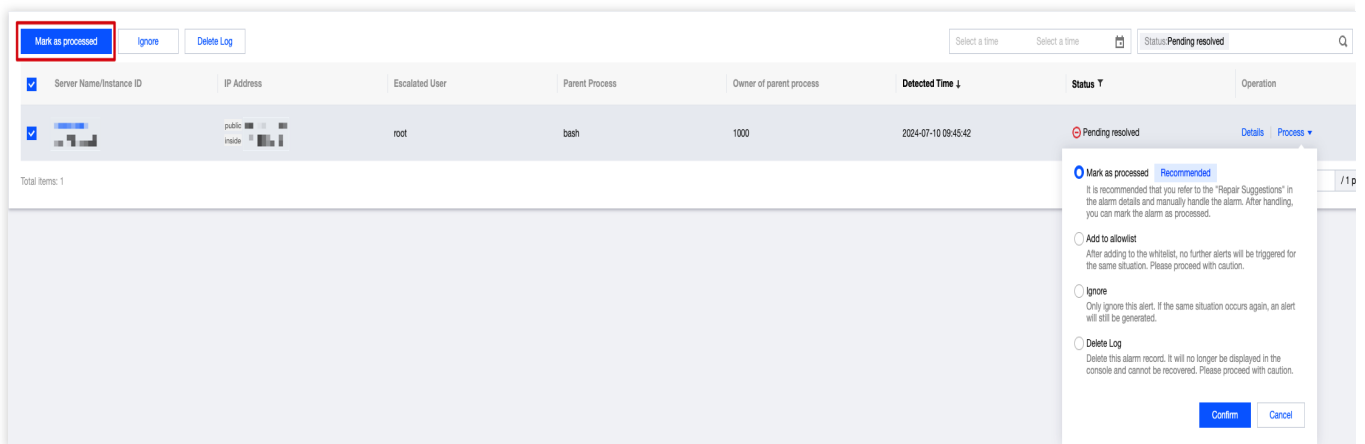 Mark as processed Ignore Delete Log Select a time Select a time Status:Pending resolved
Server Name/Instance ID IP Address Escalated User Parent Process Owner of parent process Detected Time ↓ Status Operation
public
inside
root bash 1000 2024-07-10 09:45:42 Pending resolved Details Process ▾
Total items: 1
/ 1 p
Mark as processed Recommended
It is recommended that you refer to the "Repair Suggestions" in
the alarm details and manually handle the alarm. After handling,
you can mark the alarm as processed.
Add to allowlist
After adding to the whitelist, no further alerts will be triggered for
the same situation. Please proceed with caution.
Ignore
Only ignore this alert. If the same situation occurs again, an alert
will still be generated.
Delete Log
Delete this alarm record. It will no longer be displayed in the
console and cannot be recovered. Please proceed with caution.
Confirm Cancel